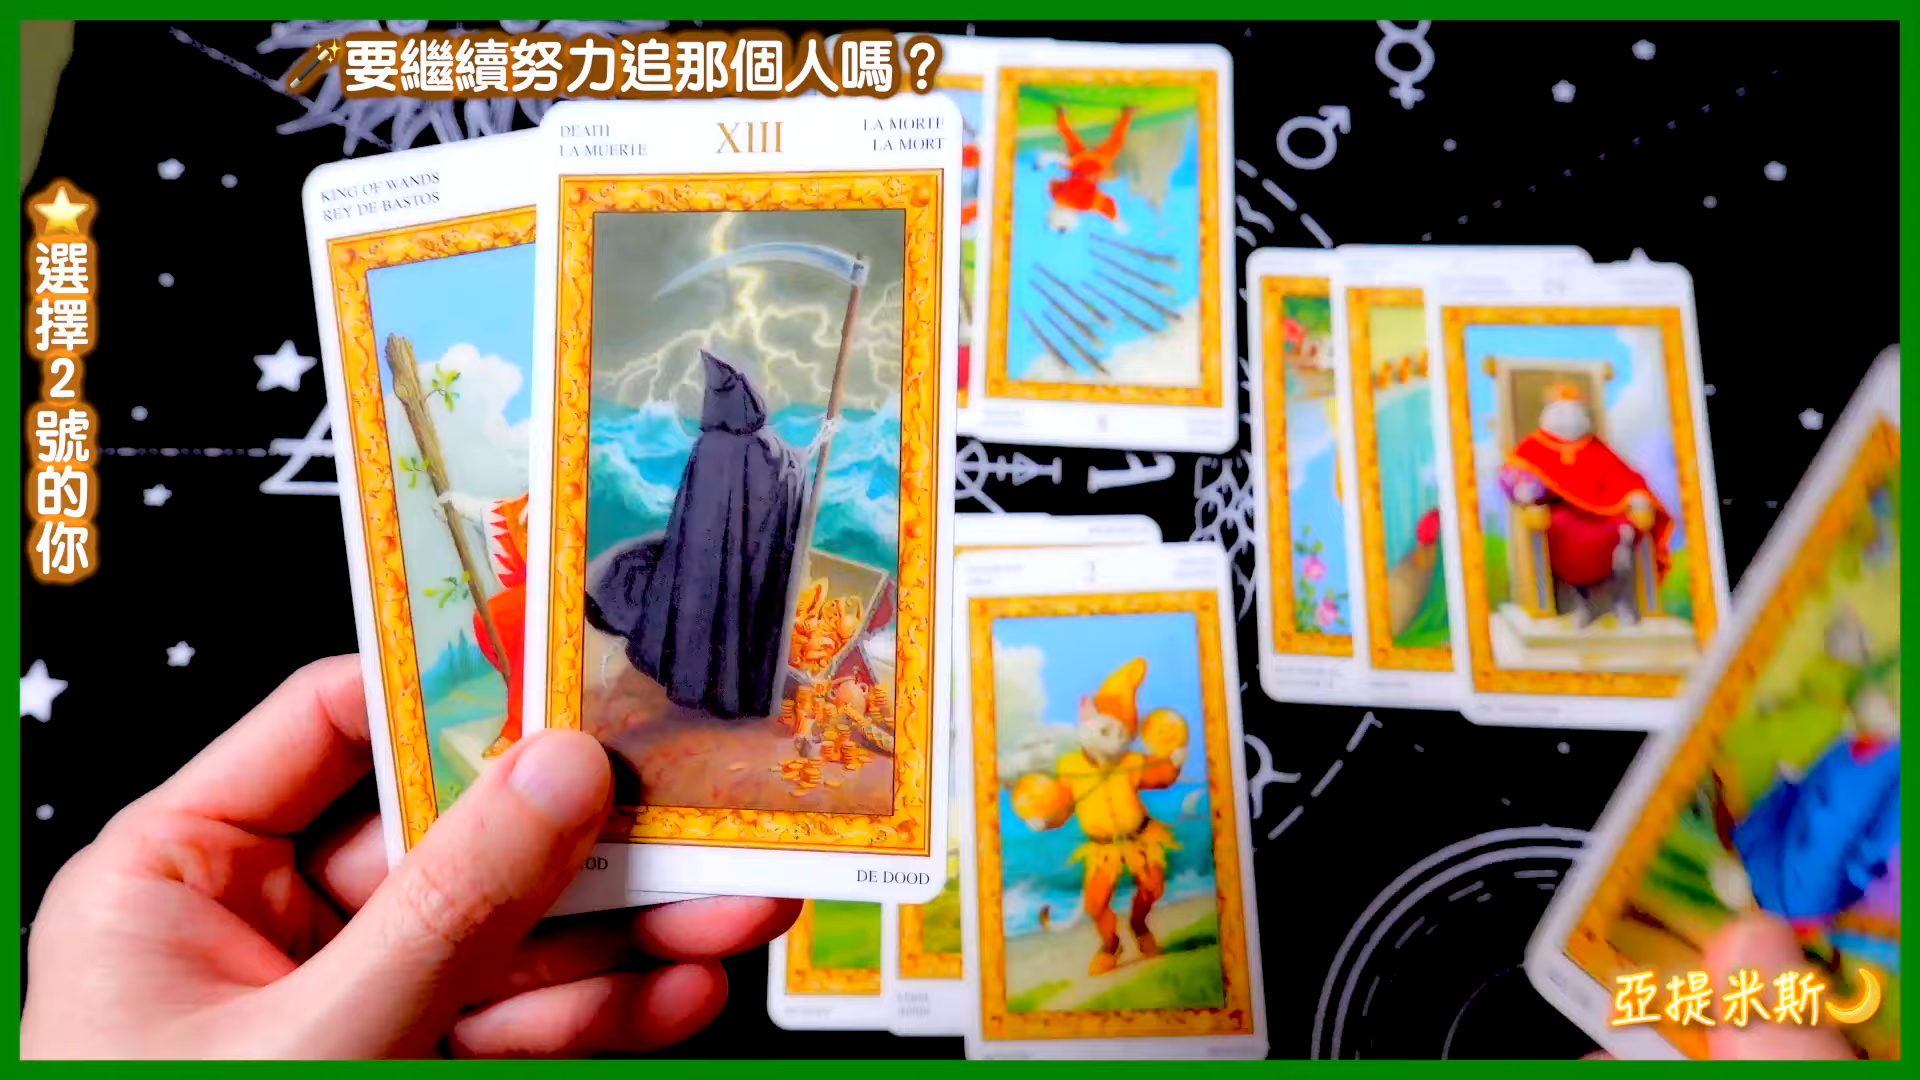 要繼續努力追那個人嗎？
選擇2號的你
KING OF WANDS
REY DE BASTOS
DEATH
LA MUERTE
XIII
LA MORTE
LA MORT
TOD
DE DOOD
亞提米斯